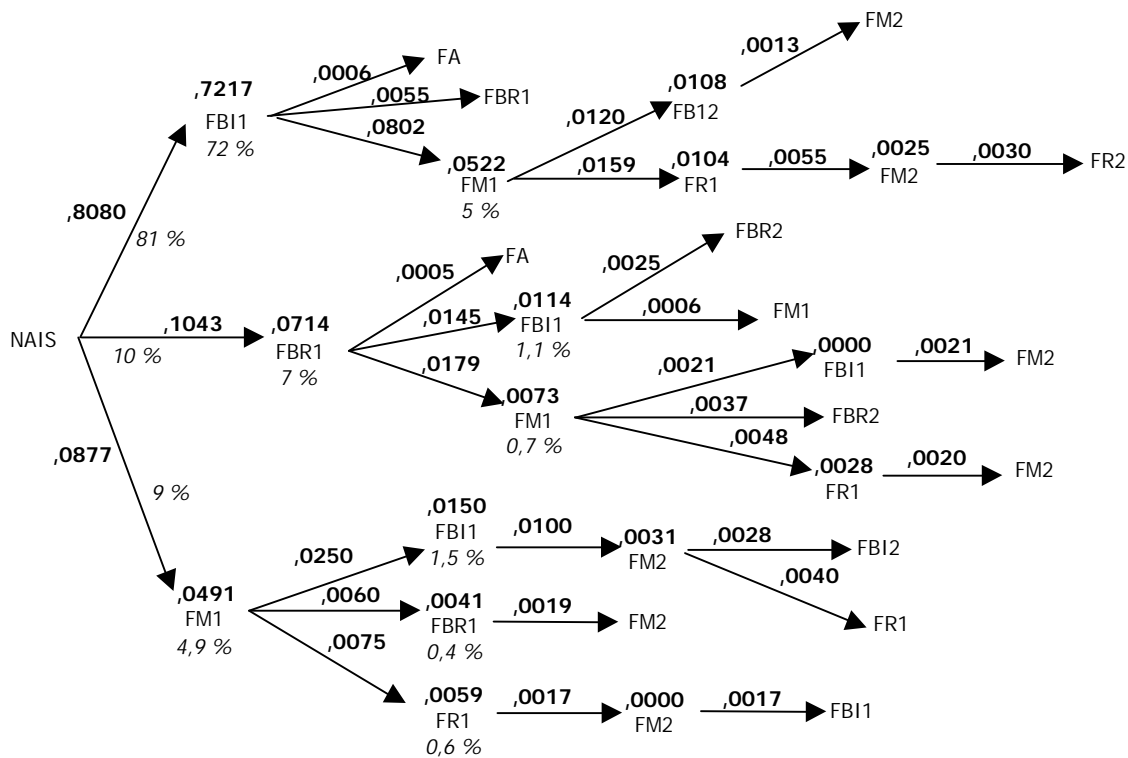 FM2
,0013
FA
,0006
,7217
,0108
,0055
FBR1
FBI1
FB12
,0120
,0802
72 %
,0522
,0159
,0104
,0055
,0025
,0030
FR2
FM1
FR1
FM2
5 %
,8080
81 %
FBR2
,0005
FA
,0025
,0114
,0006
FM1
,0145
FBI1
,1043
,0714
1,1 %
NAIS
10 %
FBR1
7 %
,0179
,0021
,0000
,0021
FM2
FBI1
,0073
,0037
FBR2
FM1
0,7 %
,0048
,0028
,0020
FM2
FR1
,0877
9 %
,0150
FBI1
1,5 %
,0100
,0031
FM2
,0028
FBI2
,0250
,0040
,0491
FM1
4,9 %
,0060
,0041
FBR1
0,4 %
,0019
FM2
FR1
,0075
,0059
FR1
0,6 %
,0017
,0000
FM2
,0017
FBI1